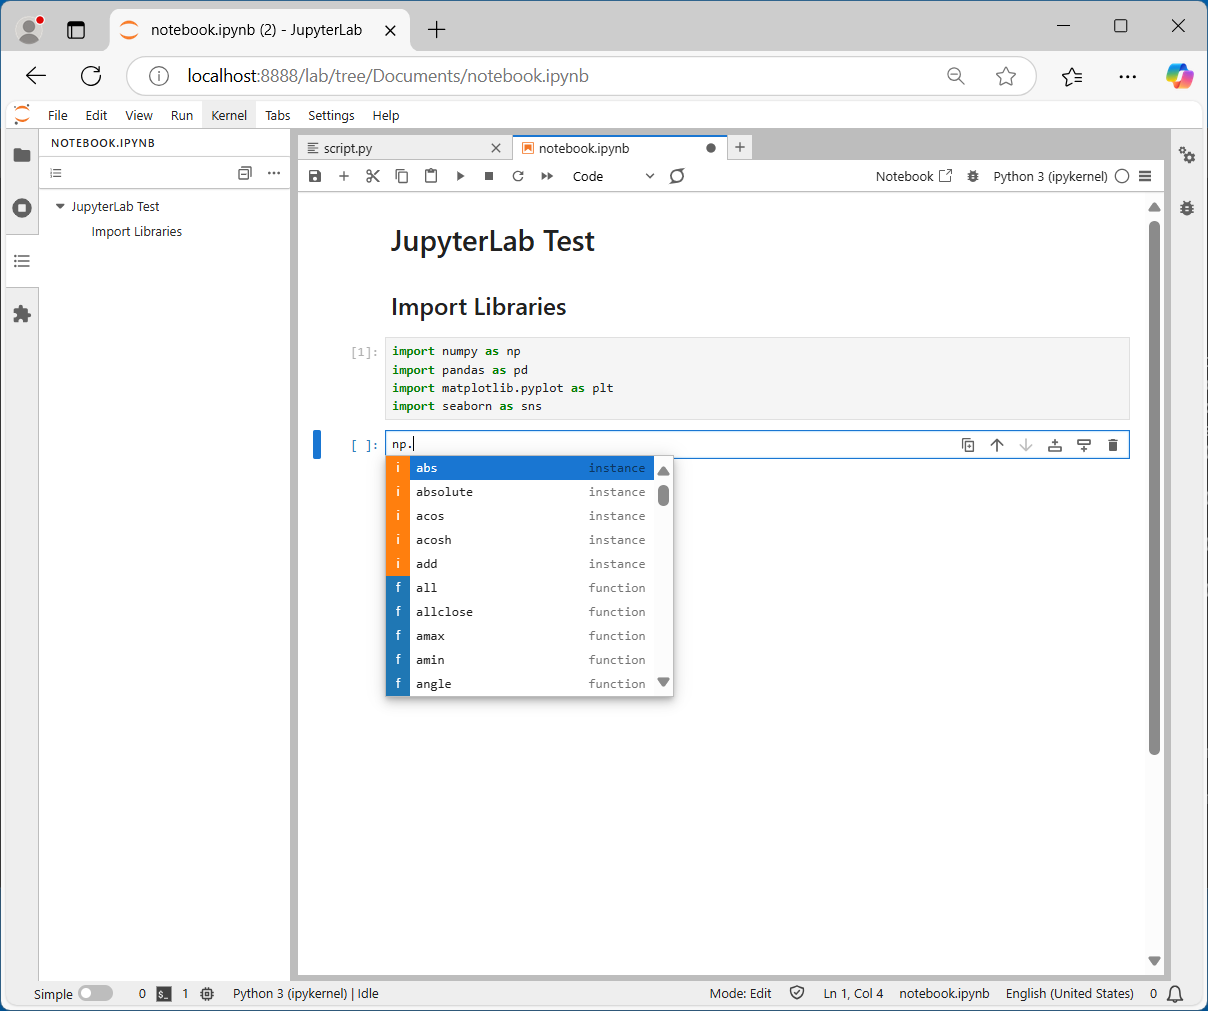 notebook.ipynb (2) - JupyterLab
localhost:8888/lab/tree/Documents/notebook.ipynb
File Edit View Run Kernel Tabs Settings Help
NOTEBOOK.IPYNB
JupyterLab Test
Import Libraries
script.py
notebook.ipynb
Code
Notebook
Python 3 (ipykernel)
JupyterLab Test
Import Libraries
[1]:
import numpy as np
import pandas as pd
import matplotlib.pyplot as plt
import seaborn as sns
[ ]:
np.
i abs instance
i absolute instance
i acos instance
i acosh instance
i add instance
f all function
f allclose function
f amax function
f amin function
f angle function
Simple 0 $_ 1 Python 3 (ipykernel) | Idle Mode: Edit Ln 1, Col 4 notebook.ipynb English (United States) 0